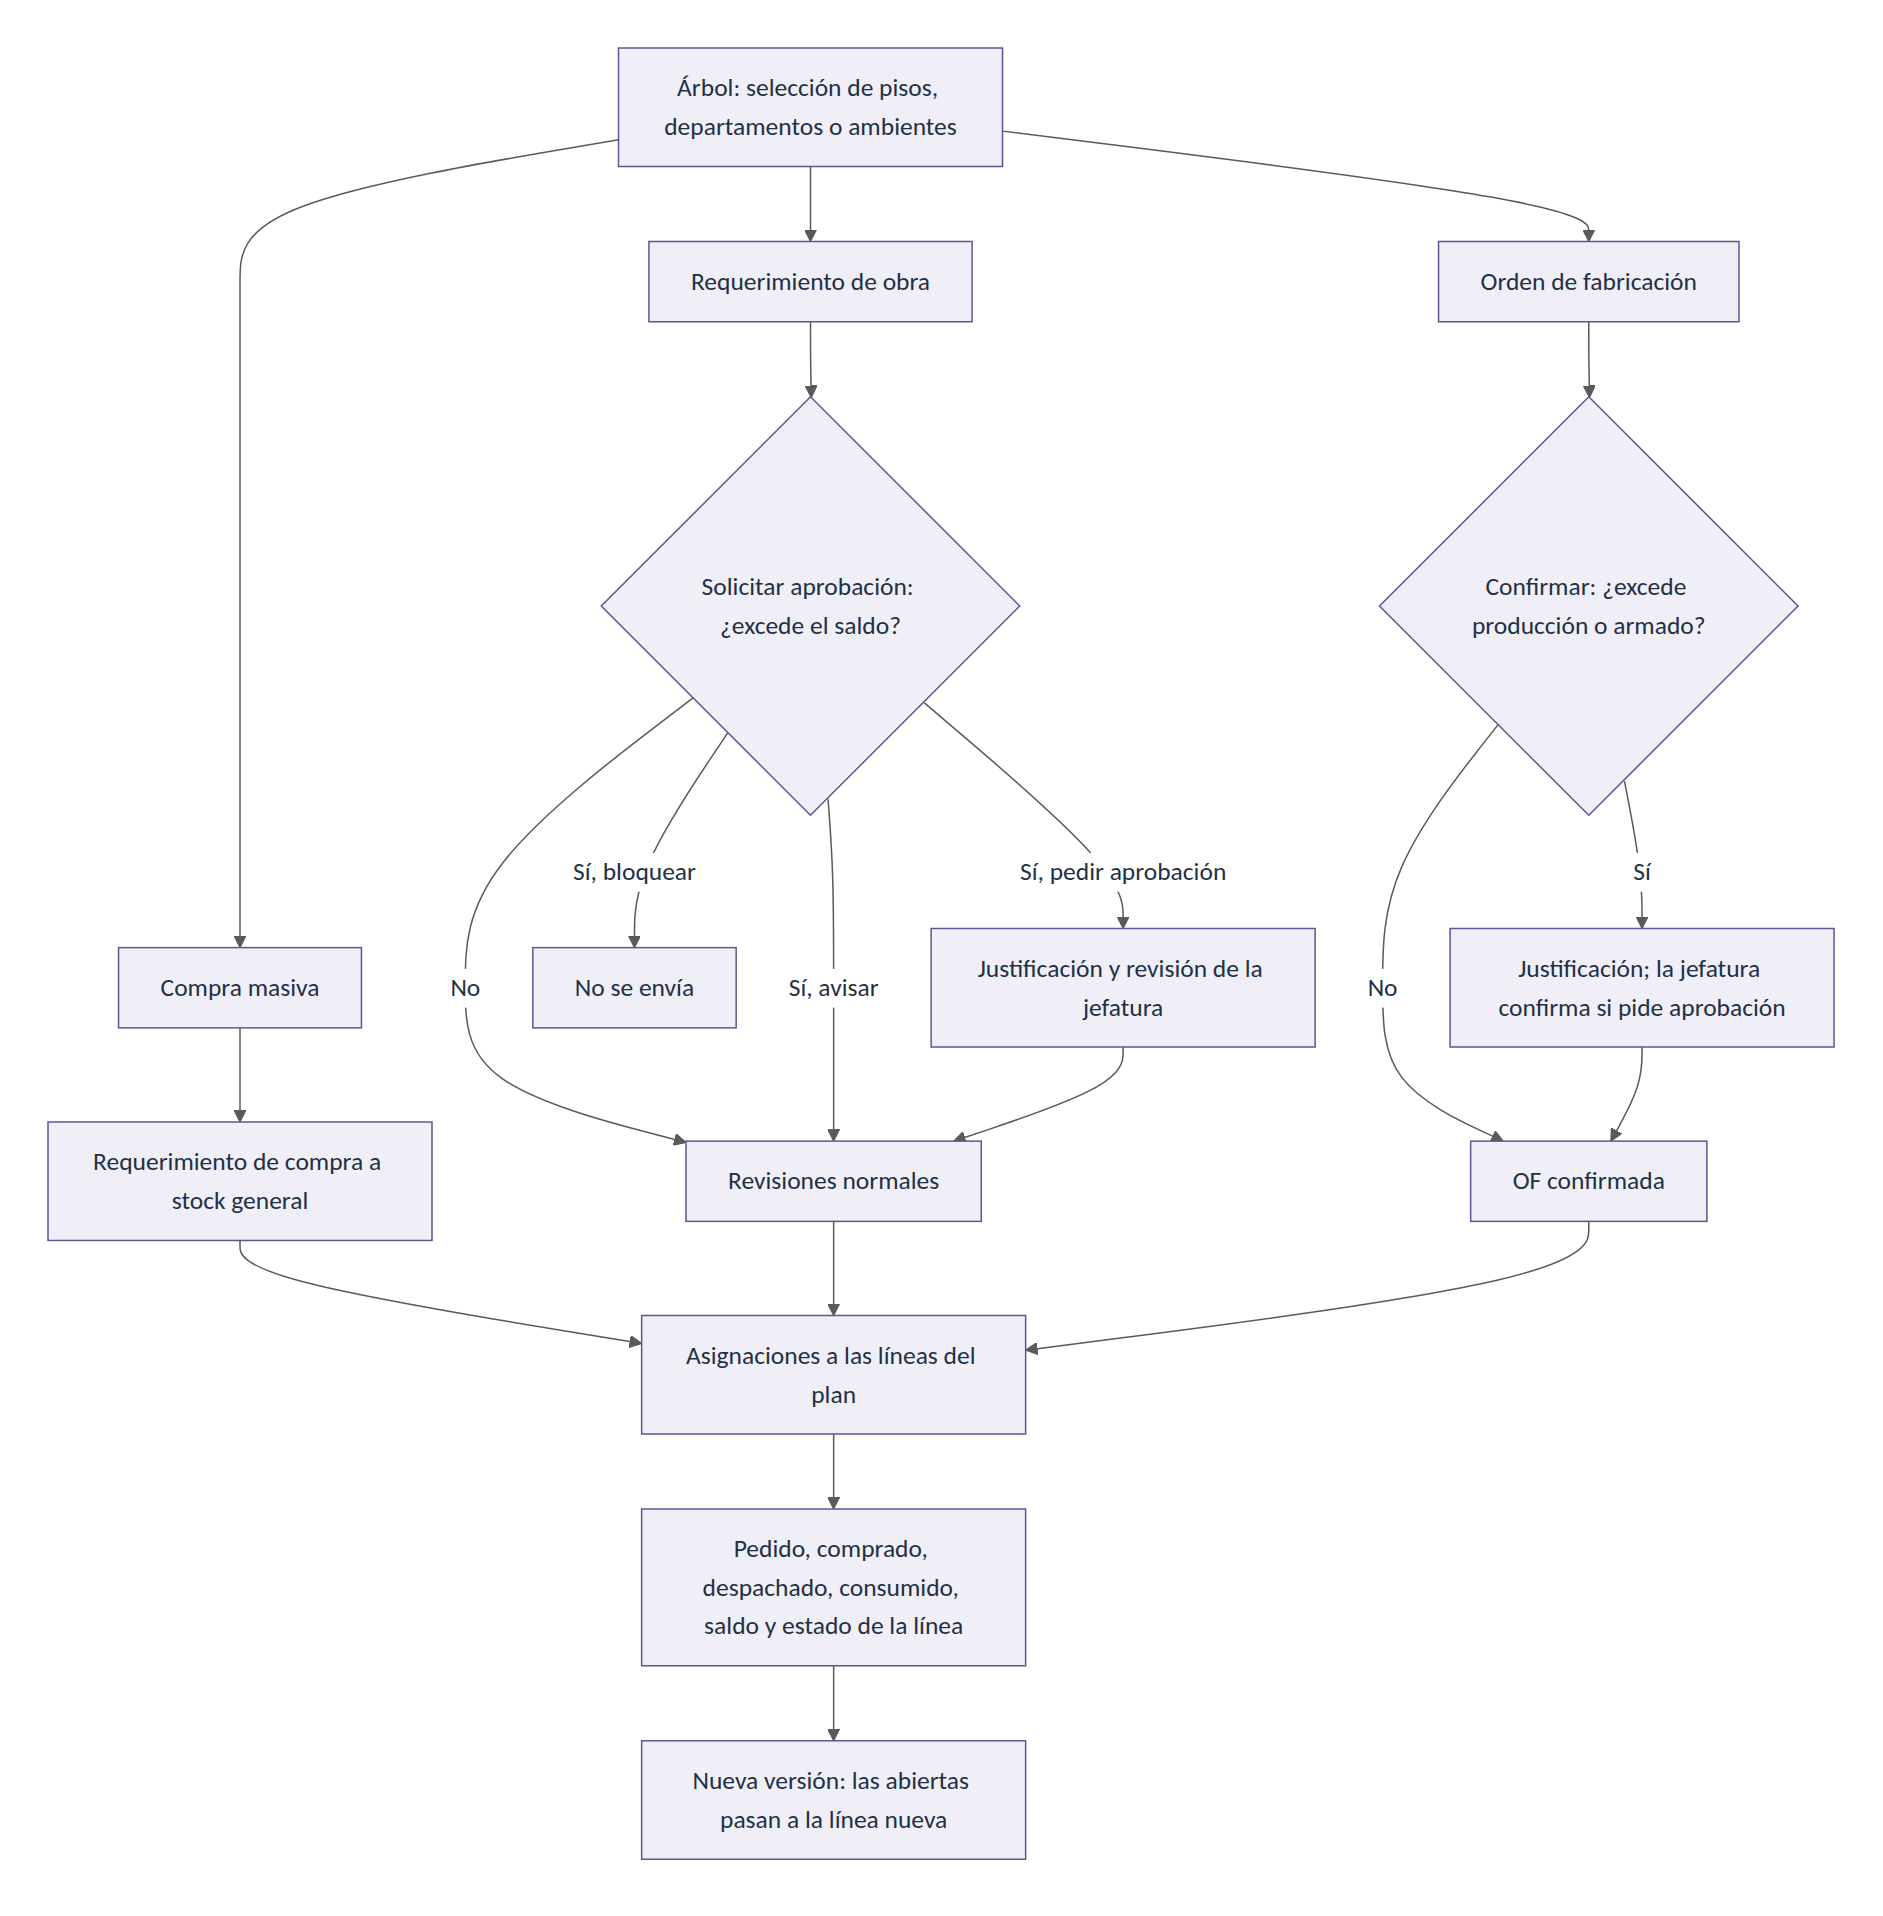 Árbol: selección de pisos,
departamentos o ambientes
Requerimiento de obra
Orden de fabricación
Solicitar aprobación:
¿excede el saldo?
Confirmar: ¿excede
producción o armado?
Sí, bloquear
Sí, pedir aprobación
Sí
Compra masiva
No
No se envía
Sí, avisar
Justificación y revisión de la
jefatura
No
Justificación; la jefatura
confirma si pide aprobación
Requerimiento de compra a
stock general
Revisiones normales
OF confirmada
Asignaciones a las líneas del
plan
Pedido, comprado,
despachado, consumido,
saldo y estado de la línea
Nueva versión: las abiertas
pasan a la línea nueva